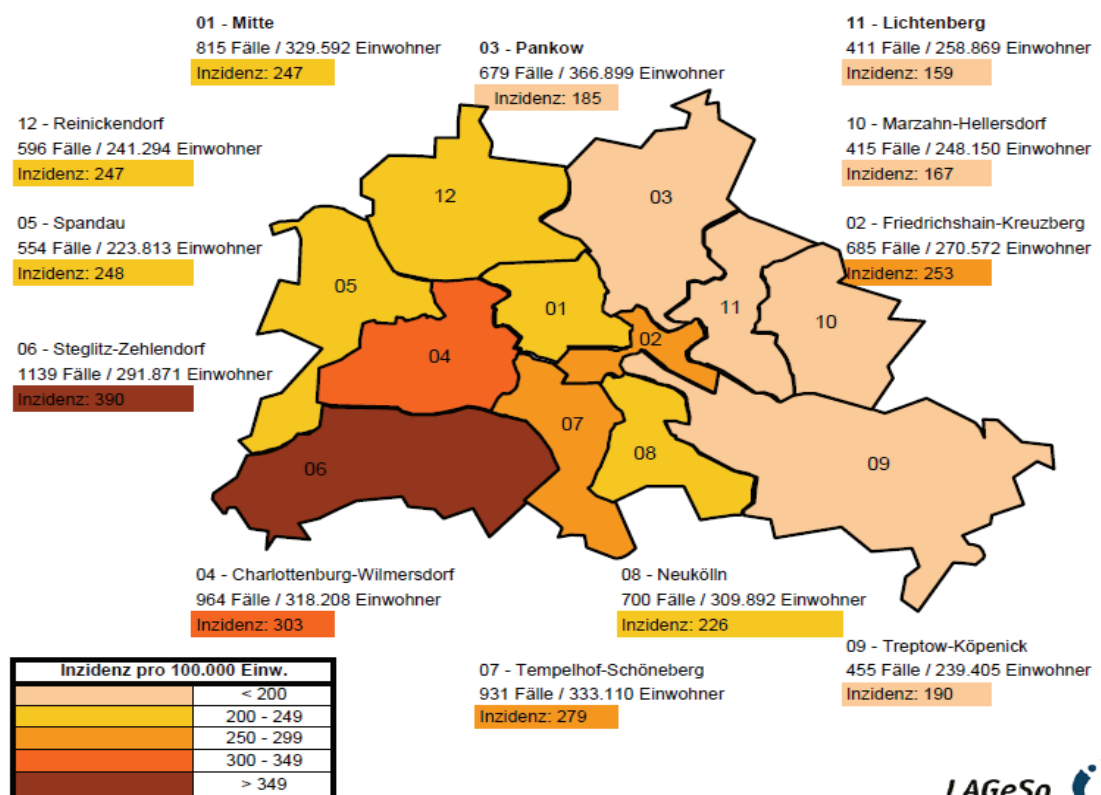 01 - Mitte
815 Fälle / 329.592 Einwohner
Inzidenz: 247
03 - Pankow
679 Fälle / 366.899 Einwohner
Inzidenz: 185
11 - Lichtenberg
411 Fälle / 258.869 Einwohner
Inzidenz: 159
12 - Reinickendorf
596 Fälle / 241.294 Einwohner
Inzidenz: 247
10 - Marzahn-Hellersdorf
415 Fälle / 248.150 Einwohner
Inzidenz: 167
05 - Spandau
554 Fälle / 223.813 Einwohner
Inzidenz: 248
02 - Friedrichshain-Kreuzberg
685 Fälle / 270.572 Einwohner
Inzidenz: 253
06 - Steglitz-Zehlendorf
1139 Fälle / 291.871 Einwohner
Inzidenz: 390
12
03
05
01
11
10
02
04
07
08
09
06
04 - Charlottenburg-Wilmersdorf
964 Fälle / 318.208 Einwohner
Inzidenz: 303
08 - Neukölln
700 Fälle / 309.892 Einwohner
Inzidenz: 226
09 - Treptow-Köpenick
455 Fälle / 239.405 Einwohner
Inzidenz: 190
07 - Tempelhof-Schöneberg
931 Fälle / 333.110 Einwohner
Inzidenz: 279
Inzidenz pro 100.000 Einw.
< 200
200 - 249
250 - 299
300 - 349
> 349
LAGeSo